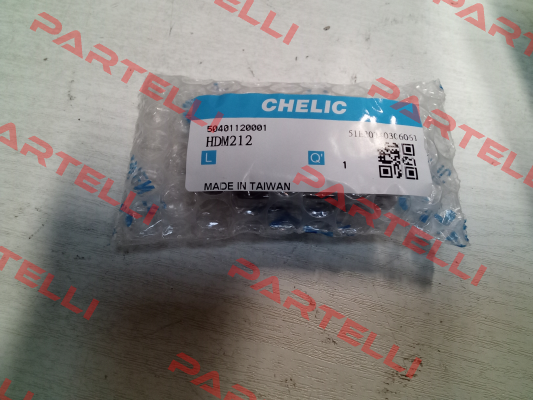 CHELIC
50401120001
HDM212
L
Q'
1
MADE IN TAIWAN
PARTELLI
PARTELLI
PARTELLI
PARTELLI
PARTELLI